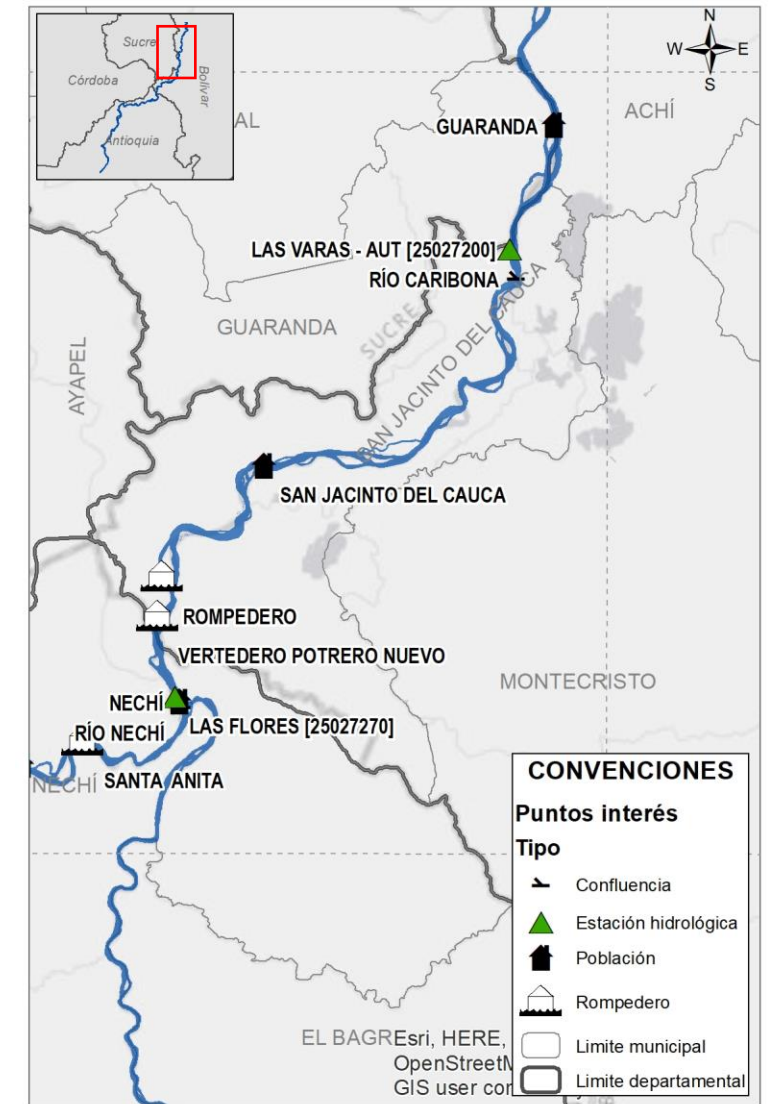 Sucre
Córdoba
Bolívar
Antioquia
N
W
E
S
AL
ACHÍ
GUARANDA
LAS VARAS - AUT [25027200]
RÍO CARIBONA
SUCRE
SAN JACINTO DEL CAUCA
GUARANDA
AYAPEL
SAN JACINTO DEL CAUCA
ROMPEDERO
VERTEDERO POTRERO NUEVO
MONTECRISTO
NECHÍ
LAS FLORES [25027270]
RÍO NECHÍ
NECHÍ
SANTA ANITA
CONVENCIONES
Puntos interés
Tipo
Confluencia
Estación hidrológica
Población
Rompedero
Limite municipal
Limite departamental
EL BAGRE
Esri, HERE,
OpenStreetM
GIS user con